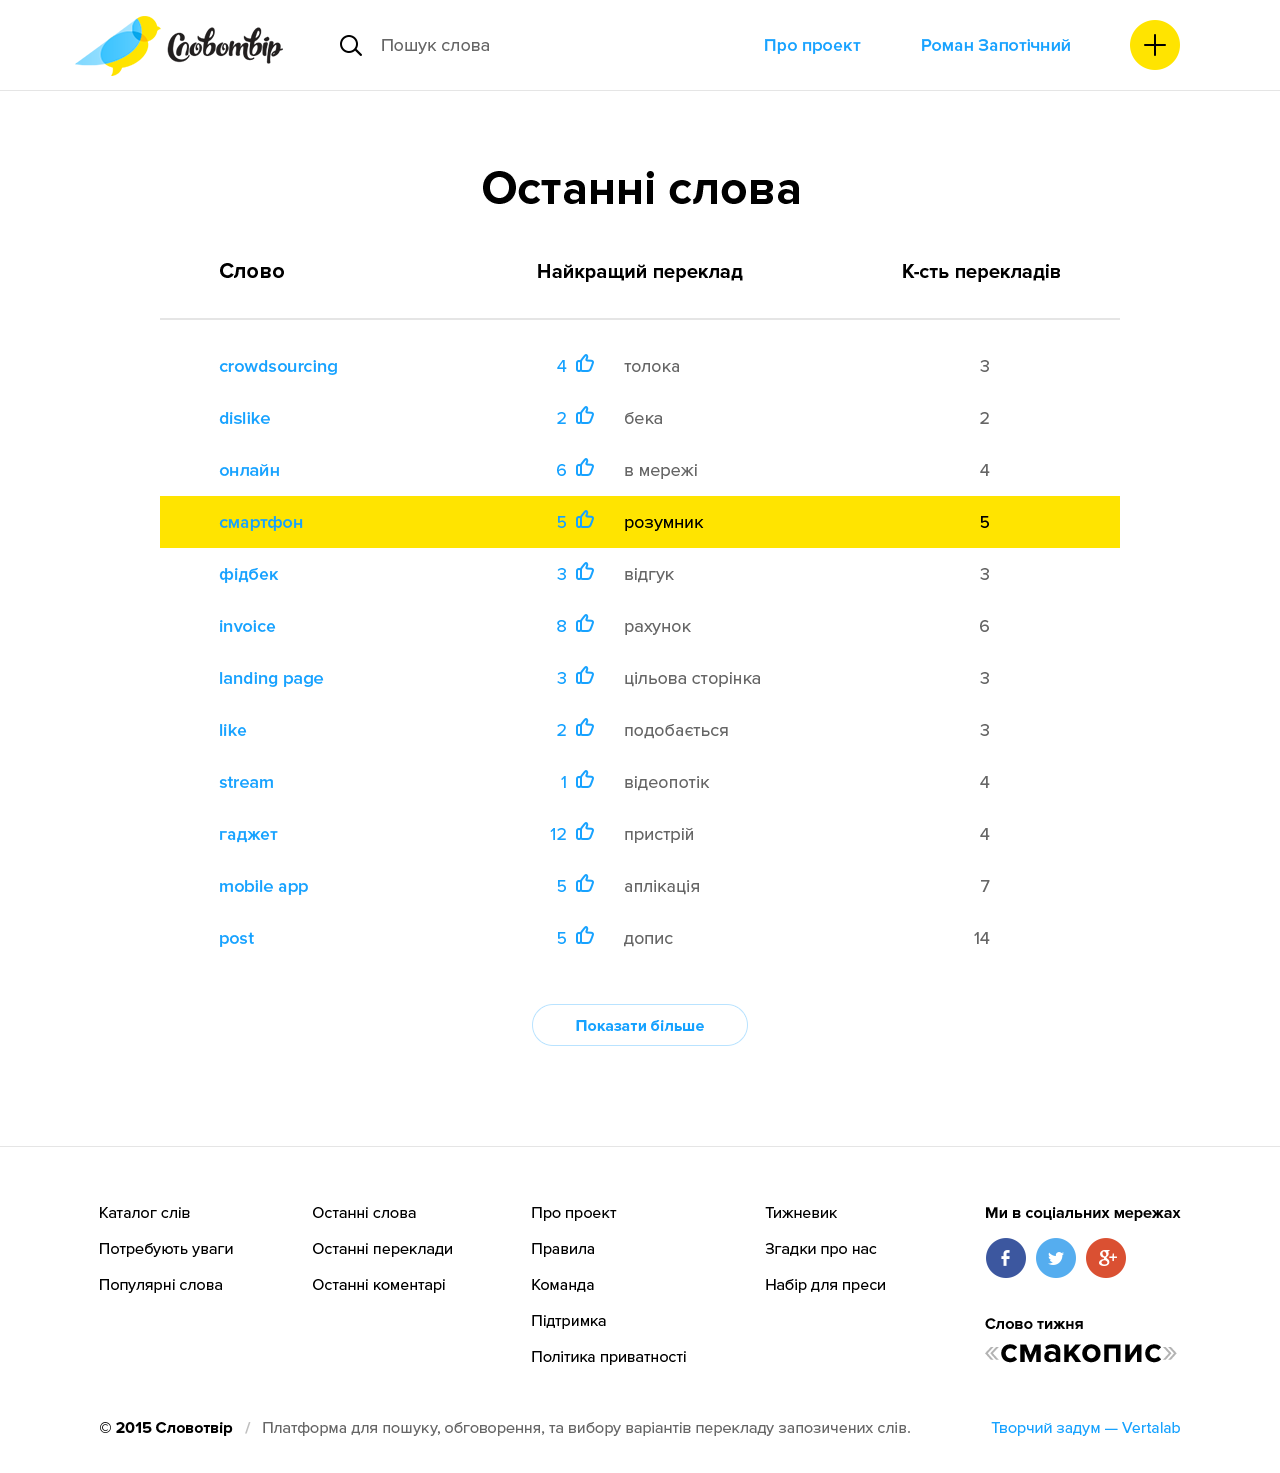 Словотвір
Пошук слова
Про проект
Роман Запотічний
Останні слова
Слово Найкращий переклад К-сть перекладів
crowdsourcing 4 толока 3
dislike 2 бека 2
онлайн 6 в мережі 4
смартфон 5 розумник 5
фідбек 3 відгук 3
invoice 8 рахунок 6
landing page 3 цільова сторінка 3
like 2 подобається 3
stream 1 відеопотік 4
гаджет 12 пристрій 4
mobile app 5 аплікація 7
post 5 допис 14
Показати більше
Каталог слів
Потребують уваги
Популярні слова
Останні слова
Останні переклади
Останні коментарі
Про проект
Правила
Команда
Підтримка
Політика приватності
Тижневик
Згадки про нас
Набір для преси
Ми в соціальних мережах
f
g+
Слово тижня
«смакопис»
© 2015 Словотвір / Платформа для пошуку, обговорення, та вибору варіантів перекладу запозичених слів.
Творчий задум — Vertalab